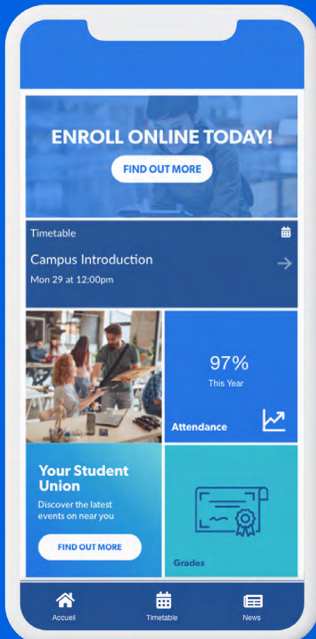 ENROLL ONLINE TODAY!
FIND OUT MORE
Timetable
Campus Introduction
Mon 29 at 12:00pm
97%
This Year
Attendance
Your Student
Union
Discover the latest
events on near you
FIND OUT MORE
Grades
Accueil
Timetable
News